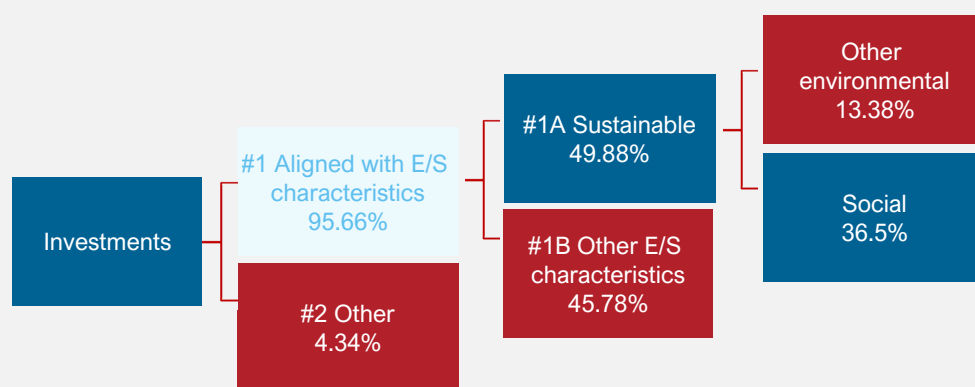 Investments
#1 Aligned with E/S
characteristics
95.66%
#2 Other
4.34%
#1A Sustainable
49.88%
#1B Other E/S
characteristics
45.78%
Other
environmental
13.38%
Social
36.5%